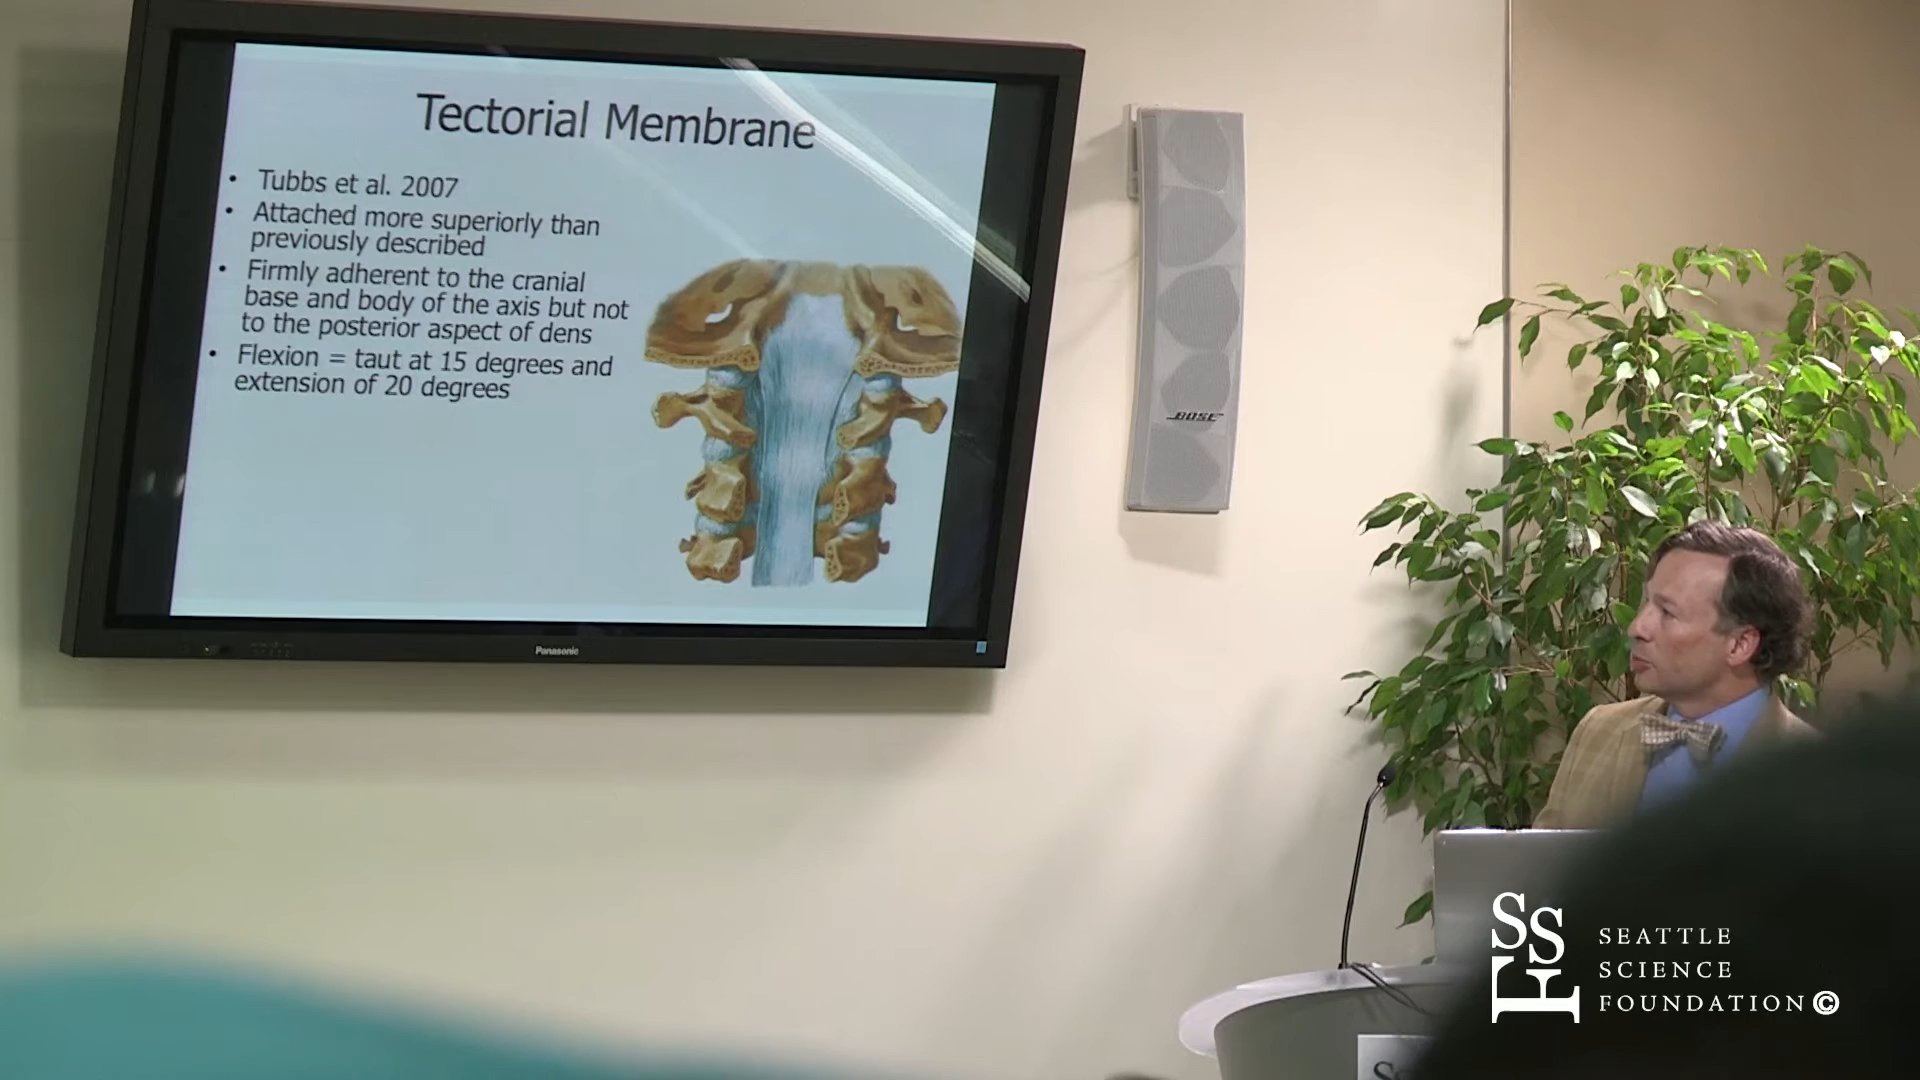 Tectorial Membrane
• Tubbs et al. 2007
• Attached more superiorly than
previously described
• Firmly adherent to the cranial
base and body of the axis but not
to the posterior aspect of dens
• Flexion = taut at 15 degrees and
extension of 20 degrees
BOSE
Panasonic
SSF
SEATTLE
SCIENCE
FOUNDATION©